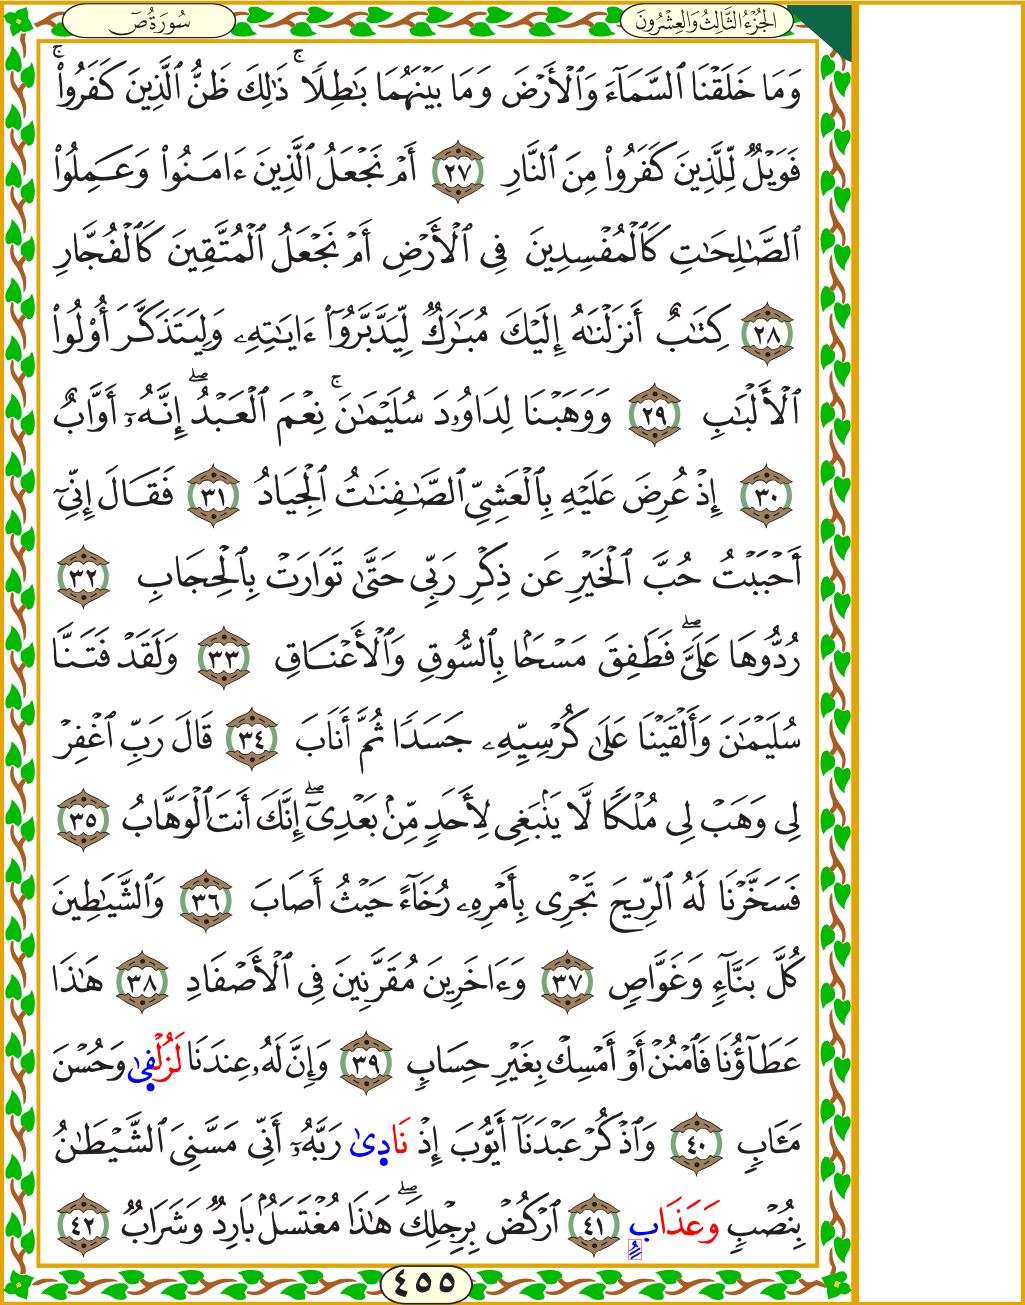 الجُزْءُ الثَّالِثُ وَالعِشْرُونَ
سُورَةُ صٓ
وَمَا خَلَقْنَا ٱلسَّمَآءَ وَٱلْأَرْضَ وَمَا بَيْنَهُمَا بَٰطِلًا ۚ ذَٰلِكَ ظَنُّ ٱلَّذِينَ كَفَرُوا۟ ۚ
فَوَيْلٌ لِّلَّذِينَ كَفَرُوا۟ مِنَ ٱلنَّارِ ٢٧ أَمْ نَجْعَلُ ٱلَّذِينَ ءَامَنُوا۟ وَعَمِلُوا۟
ٱلصَّٰلِحَٰتِ كَٱلْمُفْسِدِينَ فِى ٱلْأَرْضِ أَمْ نَجْعَلُ ٱلْمُتَّقِينَ كَٱلْفُجَّارِ
٢٨ كِتَٰبٌ أَنزَلْنَٰهُ إِلَيْكَ مُبَٰرَكٌ لِّيَدَّبَّرُوٓا۟ ءَايَٰتِهِۦ وَلِيَتَذَكَّرَ أُو۟لُوا۟
ٱلْأَلْبَٰبِ ٢٩ وَوَهَبْنَا لِدَاوُۥدَ سُلَيْمَٰنَ ۚ نِعْمَ ٱلْعَبْدُ ۖ إِنَّهُۥٓ أَوَّابٌ
٣٠ إِذْ عُرِضَ عَلَيْهِ بِٱلْعَشِىِّ ٱلصَّٰفِنَٰتُ ٱلْجِيَادُ ٣١ فَقَالَ إِنِّىٓ
أَحْبَبْتُ حُبَّ ٱلْخَيْرِ عَن ذِكْرِ رَبِّى حَتَّىٰ تَوَارَتْ بِٱلْحِجَابِ ٣٢
رُدُّوهَا عَلَىَّ ۖ فَطَفِقَ مَسْحًۢا بِٱلسُّوقِ وَٱلْأَعْنَاقِ ٣٣ وَلَقَدْ فَتَنَّا
سُلَيْمَٰنَ وَأَلْقَيْنَا عَلَىٰ كُرْسِيِّهِۦ جَسَدًا ثُمَّ أَنَابَ ٣٤ قَالَ رَبِّ ٱغْفِرْ
لِى وَهَبْ لِى مُلْكًا لَّا يَنۢبَغِى لِأَحَدٍ مِّنۢ بَعْدِىٓ ۖ إِنَّكَ أَنتَ ٱلْوَهَّابُ ٣٥
فَسَخَّرْنَا لَهُ ٱلرِّيحَ تَجْرِى بِأَمْرِهِۦ رُخَآءً حَيْثُ أَصَابَ ٣٦ وَٱلشَّيَٰطِينَ
كُلَّ بَنَّآءٍ وَغَوَّاصٍ ٣٧ وَءَاخَرِينَ مُقَرَّنِينَ فِى ٱلْأَصْفَادِ ٣٨ هَٰذَا
عَطَآؤُنَا فَٱمْنُنْ أَوْ أَمْسِكْ بِغَيْرِ حِسَابٍ ٣٩ وَإِنَّ لَهُۥ عِندَنَا لَزُلْفىٰ وَحُسْنَ
مَـَٔابٍ ٤٠ وَٱذْكُرْ عَبْدَنَآ أَيُّوبَ إِذْ نَادىٰ رَبَّهُۥٓ أَنِّى مَسَّنِىَ ٱلشَّيْطَٰنُ
بِنُصْبٍ وَعَذَابٍ ٤١ ٱرْكُضْ بِرِجْلِكَ ۖ هَٰذَا مُغْتَسَلٌۢ بَارِدٌ وَشَرَابٌ ٤٢
٤٥٥